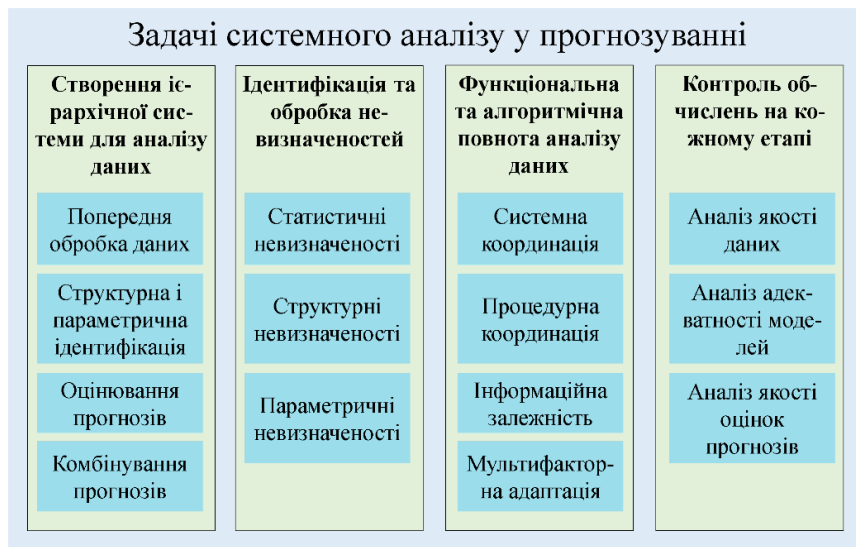 Задачі системного аналізу у прогнозуванні
Створення іє-
рархічної сис-
теми для аналізу
даних
Попередня
обробка даних
Структурна і
параметрична
ідентифікація
Оцінювання
прогнозів
Комбінування
прогнозів
Ідентифікація та
обробка не-
визначеностей
Статистичні
невизначеності
Структурні
невизначеності
Параметричні
невизначеності
Функціональна
та алгоритмічна
повнота аналізу
даних
Системна
координація
Процедурна
координація
Інформаційна
залежність
Мультифактор-
на адаптація
Контроль об-
числень на ко-
жному етапі
Аналіз якості
даних
Аналіз адек-
ватності моде-
лей
Аналіз якості
оцінок
прогнозів